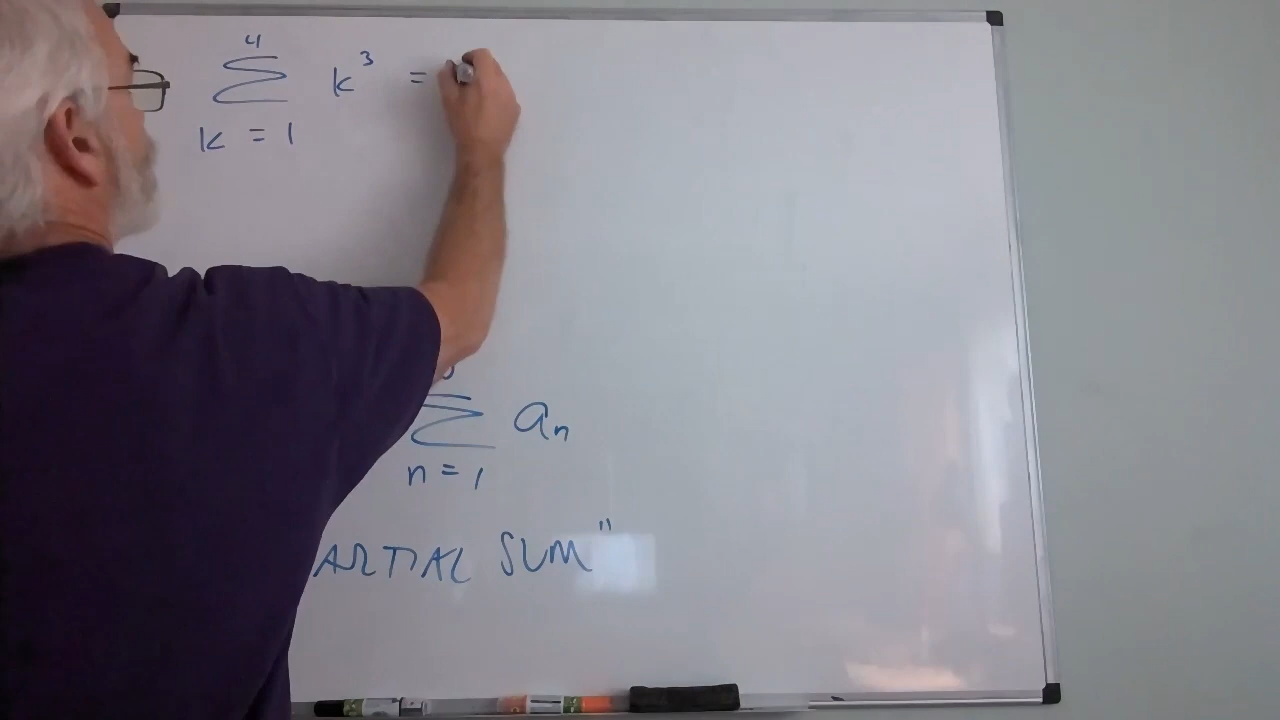 4
Σ k³ =
k = 1
Σ aₙ
n = 1
ARTIAL SUM"